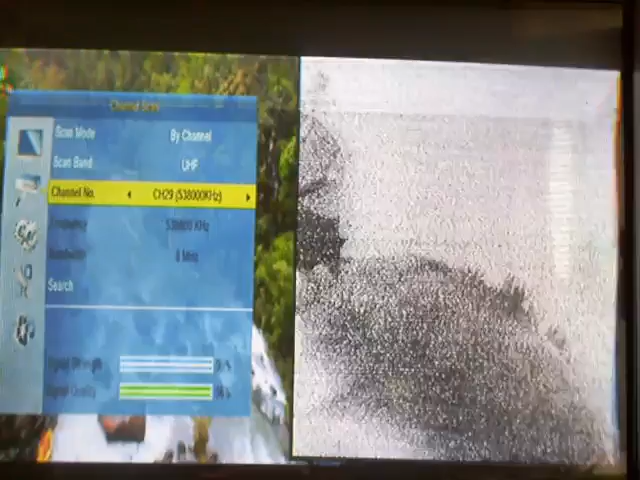 Channel Scan
Scan Mode By Channel
Scan Band UHF
Channel No. CH29 (538000KHz)
Frequency 538000 KHz
Bandwidth 8 MHz
Search
Signal Strength
Signal Quality